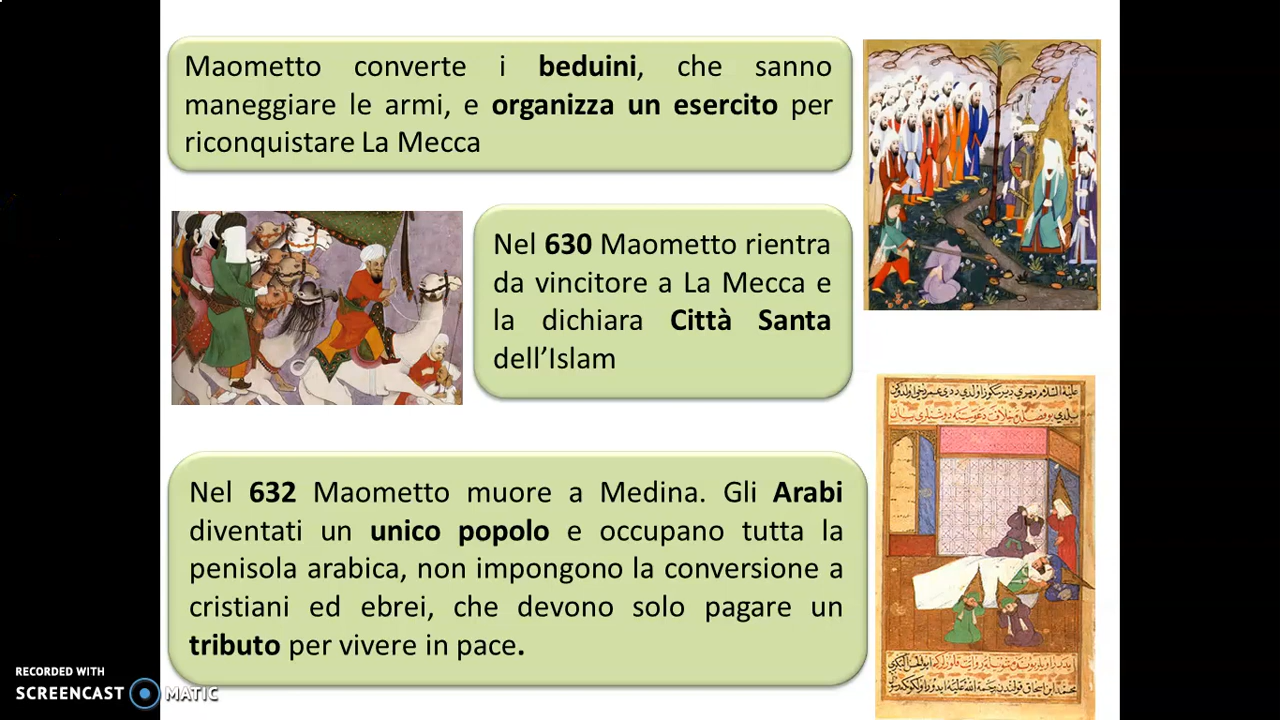 Maometto converte i beduini, che sanno
maneggiare le armi, e organizza un esercito per
riconquistare La Mecca
Nel 630 Maometto rientra
da vincitore a La Mecca e
la dichiara Città Santa
dell’Islam
Nel 632 Maometto muore a Medina. Gli Arabi
diventati un unico popolo e occupano tutta la
penisola arabica, non impongono la conversione a
cristiani ed ebrei, che devono solo pagare un
tributo per vivere in pace.
RECORDED WITH
SCREENCAST MATIC